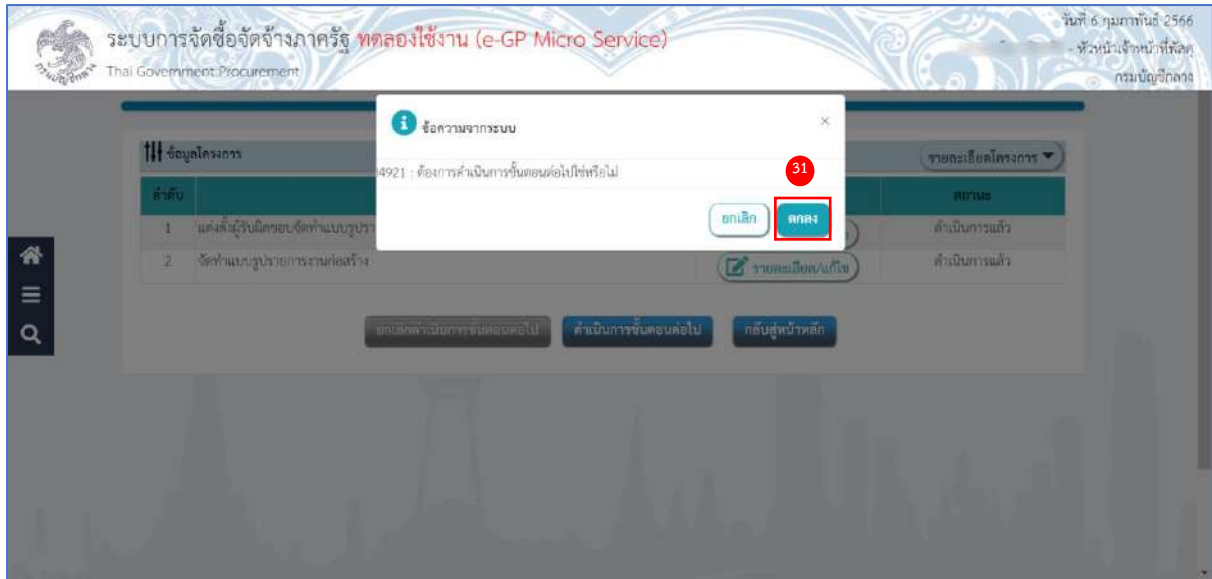 ระบบการจัดซื้อจัดจ้างภาครัฐ ทดลองใช้งาน (e-GP Micro Service)
Thai Government Procurement
วันที่ 6 กุมภาพันธ์ 2566
- หัวหน้าเจ้าหน้าที่พัสดุ
กรมบัญชีกลาง
ข้อความจากระบบ
×
4921 : ต้องการดำเนินการขั้นตอนต่อไปใช่หรือไม่
31
ยกเลิก ตกลง
ข้อมูลโครงการ รายละเอียดโครงการ
ลำดับ สถานะ
1 แต่งตั้งผู้รับผิดชอบจัดทำแบบรูปรา ดำเนินการแล้ว
2 จัดทำแบบรูปรายการงานก่อสร้าง รายละเอียด/แก้ไข ดำเนินการแล้ว
ยกเลิกดำเนินการขั้นตอนต่อไป ดำเนินการขั้นตอนต่อไป กลับสู่หน้าหลัก